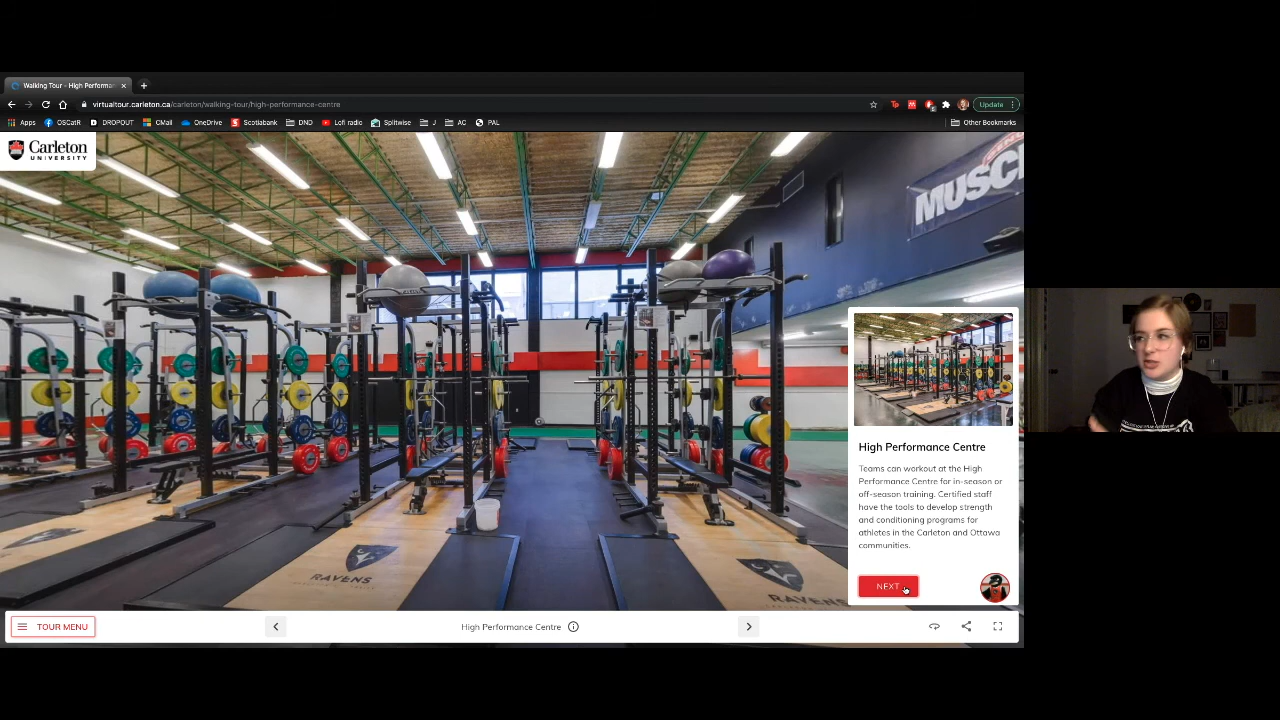 Walking Tour - High Performa
virtualtour.carleton.ca/carleton/walking-tour/high-performance-centre
Update
Apps
OSCatR
DROPOUT
GMail
OneDrive
Scotiabank
DND
Lofi radio
Splitwise
J
AC
PAL
Other Bookmarks
Carleton
UNIVERSITY
MUSCL
RAVENS
RAVENS
High Performance Centre
Teams can workout at the High
Performance Centre for in-season or
off-season training. Certified staff
have the tools to develop strength
and conditioning programs for
athletes in the Carleton and Ottawa
communities.
NEXT
TOUR MENU
High Performance Centre